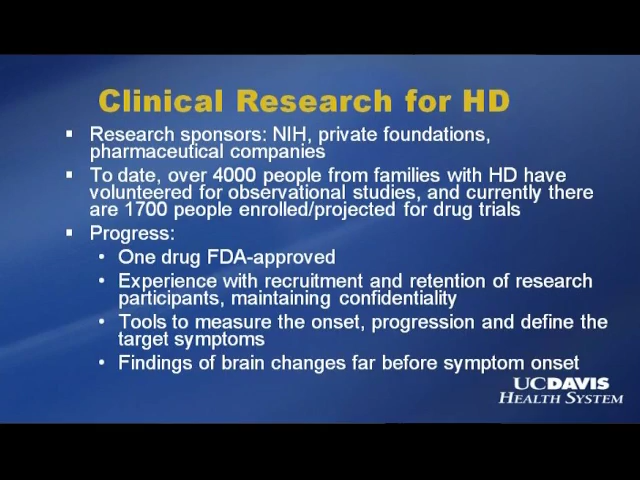 Clinical Research for HD
▪ Research sponsors: NIH, private foundations,
pharmaceutical companies
▪ To date, over 4000 people from families with HD have
volunteered for observational studies, and currently there
are 1700 people enrolled/projected for drug trials
▪ Progress:
• One drug FDA-approved
• Experience with recruitment and retention of research
participants, maintaining confidentiality
• Tools to measure the onset, progression and define the
target symptoms
• Findings of brain changes far before symptom onset
UCDAVIS
HEALTH SYSTEM